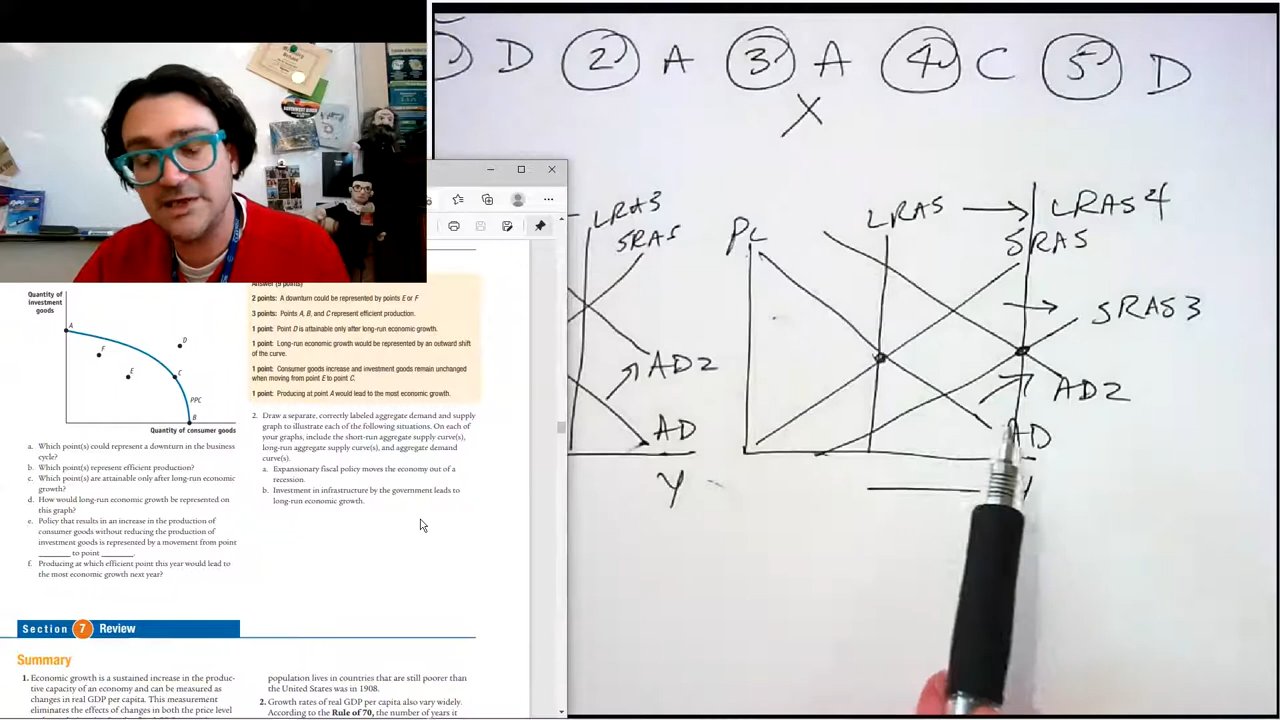 D 2 A 3 A 4 C 5 D
X
LRAS3
SRAS
AD2
AD
Y
PL
LRAS
LRAS4
SRAS
SRAS3
AD2
AD
Quantity of
investment
goods
A
F
D
E
C
PPC
B
Quantity of consumer goods
a. Which point(s) could represent a downturn in the business
cycle?
b. Which point(s) represent efficient production?
c. Which point(s) are attainable only after long-run economic
growth?
d. How would long-run economic growth be represented on
this graph?
e. Policy that results in an increase in the production of
consumer goods without reducing the production of
investment goods is represented by a movement from point
________ to point ________.
f. Producing at which efficient point this year would lead to
the most economic growth next year?
Answer (9 points)
2 points: A downturn could be represented by points E or F
3 points: Points A, B, and C represent efficient production.
1 point: Point D is attainable only after long-run economic growth.
1 point: Long-run economic growth would be represented by an outward shift
of the curve.
1 point: Consumer goods increase and investment goods remain unchanged
when moving from point E to point C.
1 point: Producing at point A would lead to the most economic growth.
2. Draw a separate, correctly labeled aggregate demand and supply
graph to illustrate each of the following situations. On each of
your graphs, include the short-run aggregate supply curve(s),
long-run aggregate supply curve(s), and aggregate demand
curve(s).
a. Expansionary fiscal policy moves the economy out of a
recession.
b. Investment in infrastructure by the government leads to
long-run economic growth.
Section 7 Review
Summary
1. Economic growth is a sustained increase in the produc-
tive capacity of an economy and can be measured as
changes in real GDP per capita. This measurement
eliminates the effects of changes in both the price level
population lives in countries that are still poorer than
the United States was in 1908.
2. Growth rates of real GDP per capita also vary widely.
According to the Rule of 70, the number of years it